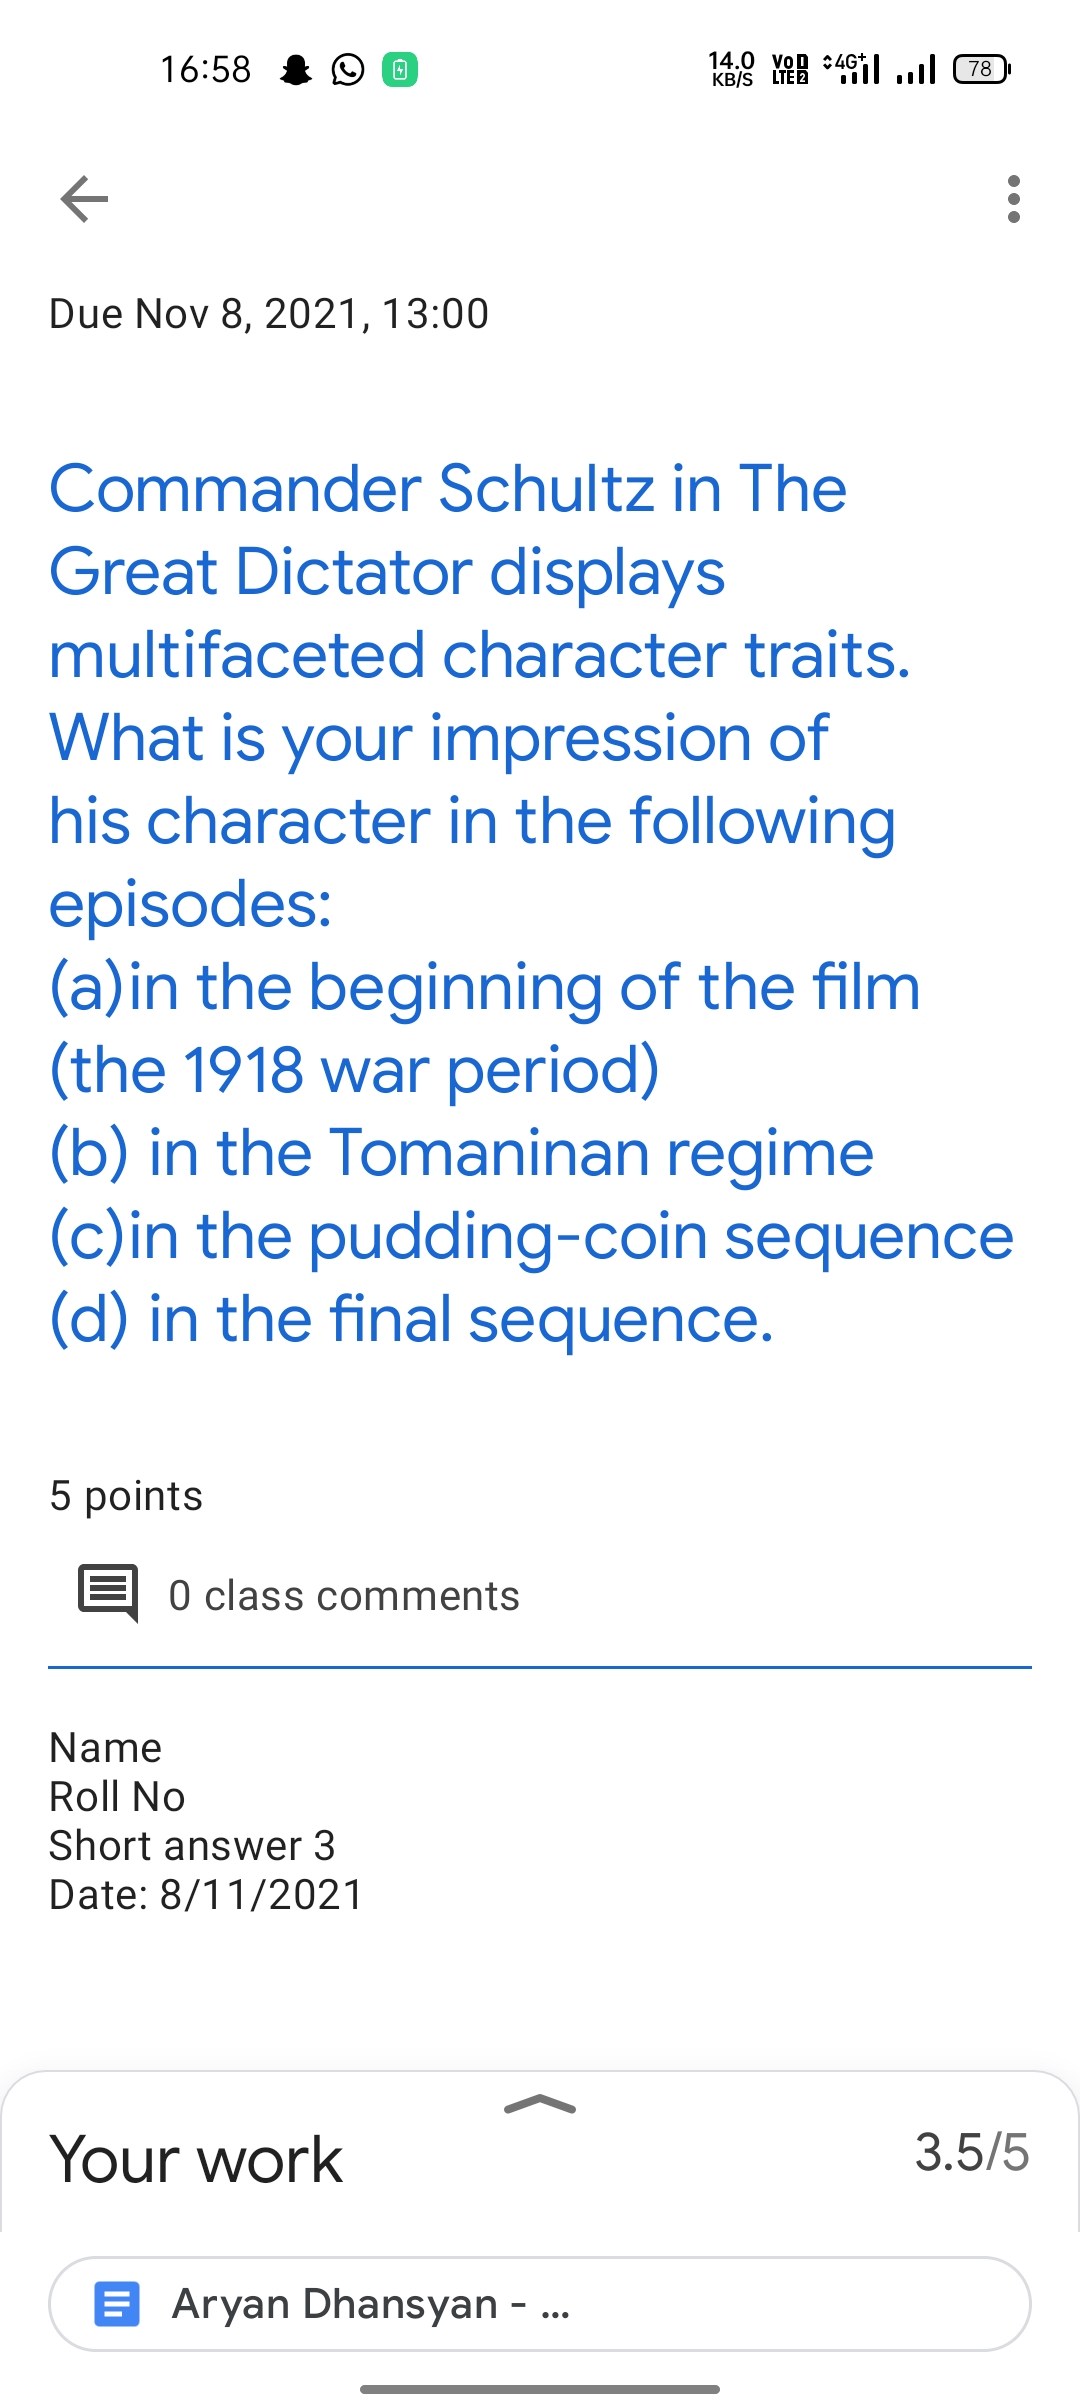 16:58
14.0 KB/S
Vo LTE 2
4G+
78
Due Nov 8, 2021, 13:00
Commander Schultz in The
Great Dictator displays
multifaceted character traits.
What is your impression of
his character in the following
episodes:
(a)in the beginning of the film
(the 1918 war period)
(b) in the Tomaninan regime
(c)in the pudding-coin sequence
(d) in the final sequence.
5 points
0 class comments
Name
Roll No
Short answer 3
Date: 8/11/2021
Your work
3.5/5
Aryan Dhansyan - ...